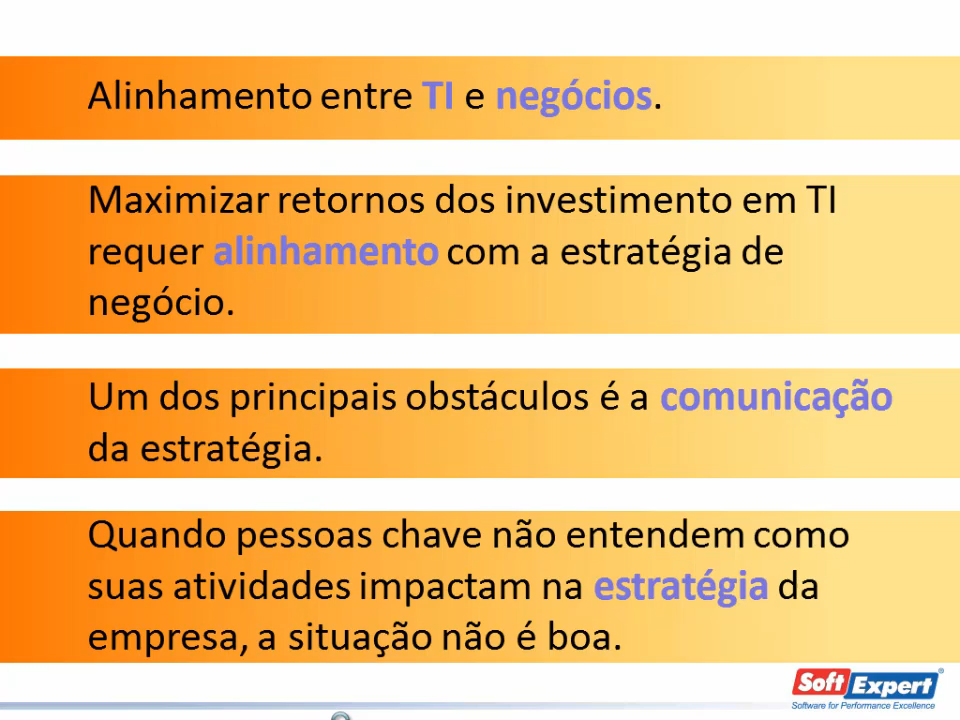 Alinhamento entre TI e negócios.
Maximizar retornos dos investimento em TI
requer alinhamento com a estratégia de
negócio.
Um dos principais obstáculos é a comunicação
da estratégia.
Quando pessoas chave não entendem como
suas atividades impactam na estratégia da
empresa, a situação não é boa.
Soft Expert®
Software for Performance Excellence